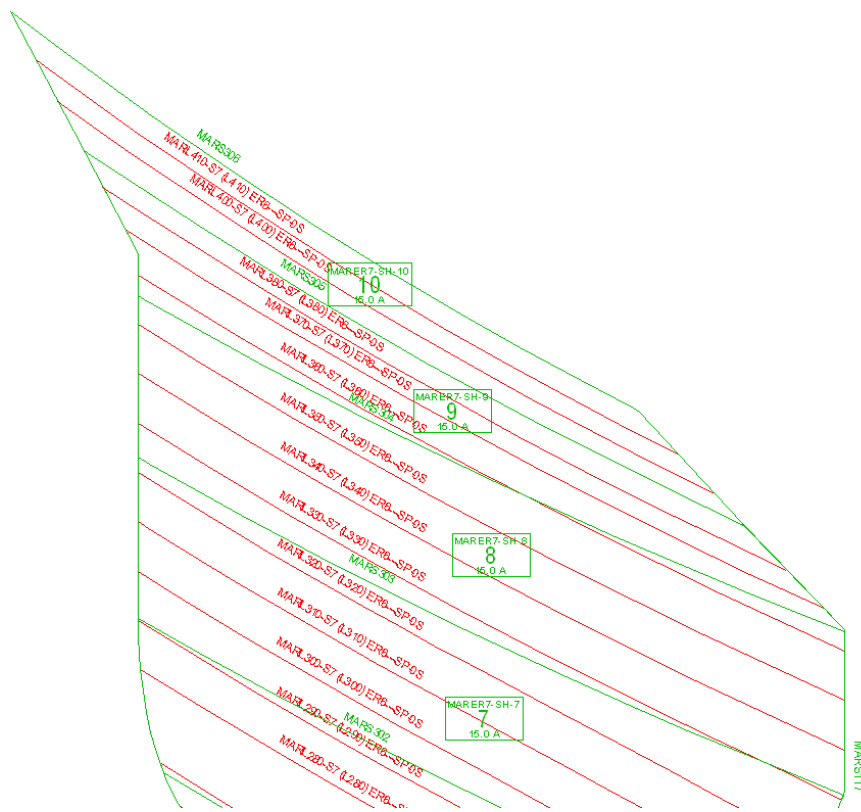 MARS306
MARL410-S7 (L410) ER6--SP-0S
MARL400-S7 (L400) ER6--SP-0S
MARS305
MARER7-SH-10
10
15.0 A
MARL380-S7 (L380) ER6--SP-0S
MARL370-S7 (L370) ER6--SP-0S
MARL360-S7 (L360) ER6--SP-0S
MARS304
MARER7-SH-9
9
15.0 A
MARL350-S7 (L350) ER6--SP-0S
MARL340-S7 (L340) ER6--SP-0S
MARL330-S7 (L330) ER6--SP-0S
MARER7-SH-8
8
15.0 A
MARS303
MARL320-S7 (L320) ER6--SP-0S
MARL310-S7 (L310) ER6--SP-0S
MARL300-S7 (L300) ER6--SP-0S
MARER7-SH-7
7
15.0 A
MARS302
MARL290-S7 (L290) ER6--SP-0S
MARL280-S7 (L280) ER6--SP-0S
MARS117